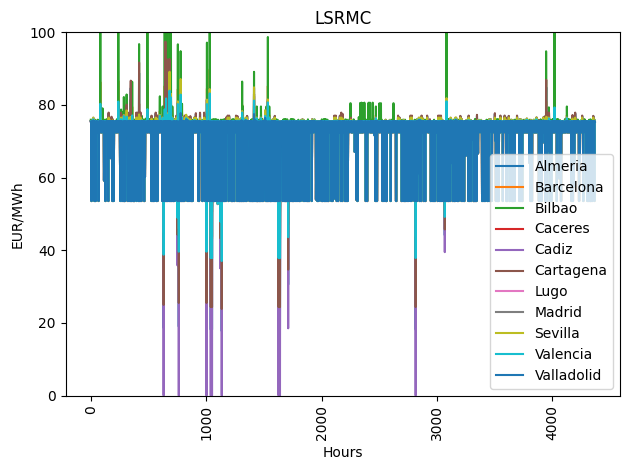 LSRMC
100
80
60
40
20
0
EUR/MWh
0
1000
2000
3000
4000
Hours
Almeria
Barcelona
Bilbao
Caceres
Cadiz
Cartagena
Lugo
Madrid
Sevilla
Valencia
Valladolid